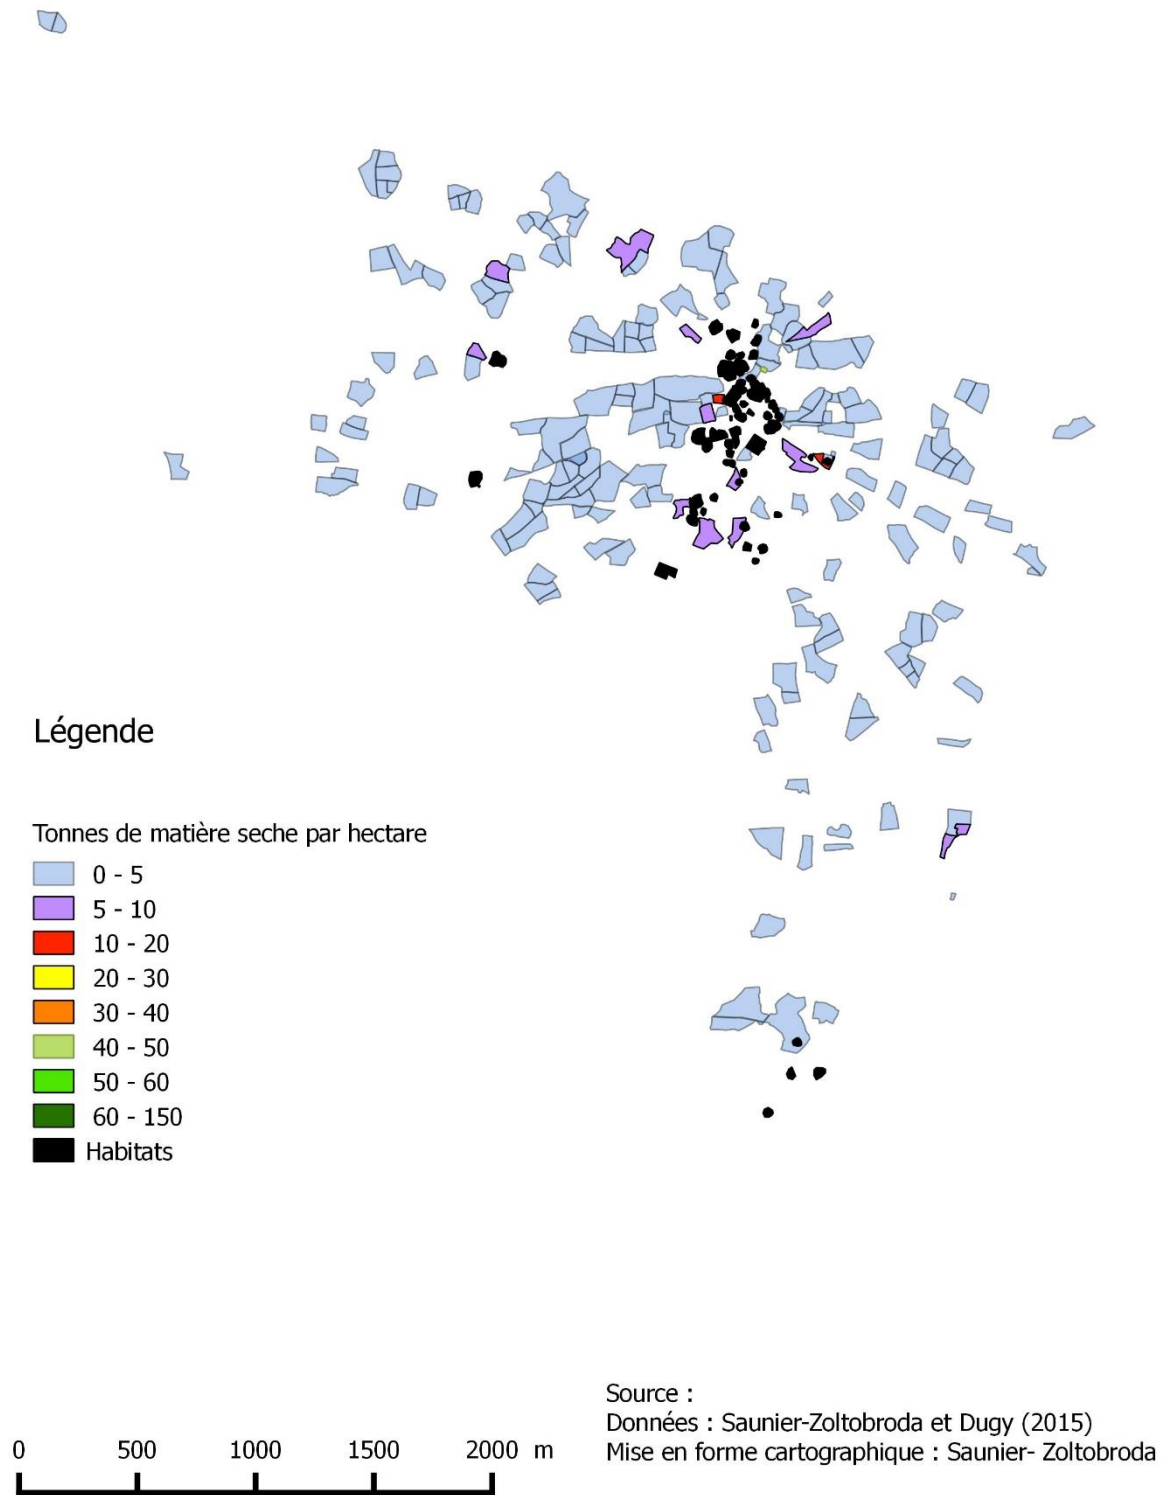 Légende
Tonnes de matière seche par hectare
0 - 5
5 - 10
10 - 20
20 - 30
30 - 40
40 - 50
50 - 60
60 - 150
Habitats
Source :
Données : Saunier-Zoltobroda et Dugy (2015)
Mise en forme cartographique : Saunier- Zoltobroda
0 500 1000 1500 2000 m